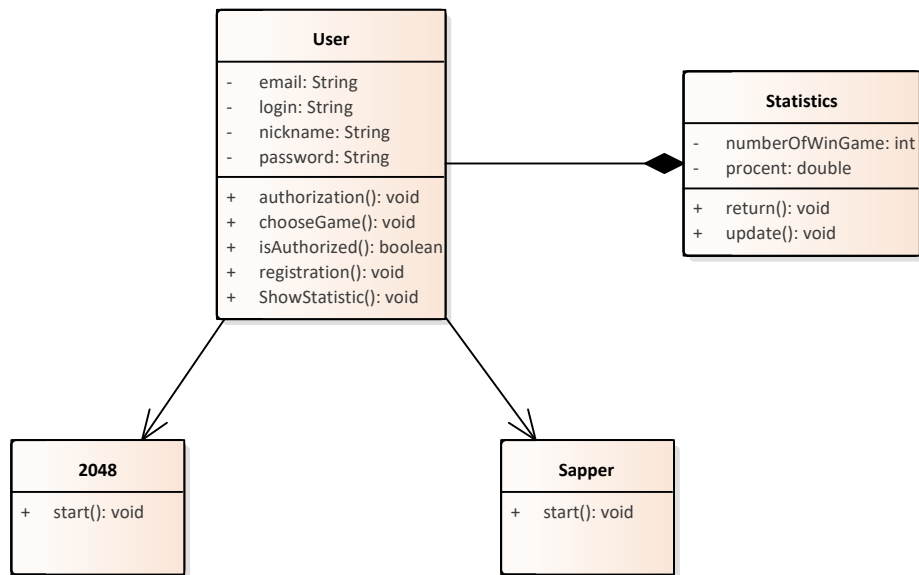 User
- email: String
- login: String
- nickname: String
- password: String
+ authorization(): void
+ chooseGame(): void
+ isAuthorized(): boolean
+ registration(): void
+ ShowStatistic(): void
Statistics
- numberOfWinGame: int
- procent: double
+ return(): void
+ update(): void
2048
+ start(): void
Sapper
+ start(): void